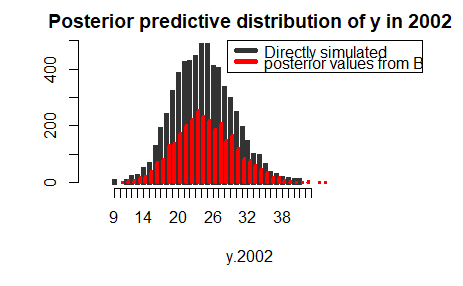 Posterior predictive distribution of y in 2002
Directly simulated
posterior values from B
400
200
0
9 14 20 26 32 38
y.2002